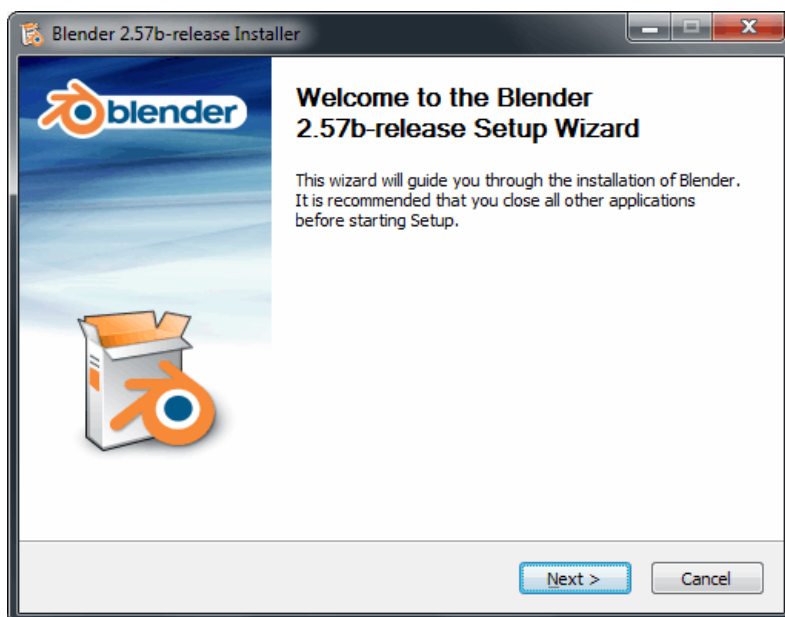 Blender 2.57b-release Installer
blender
Welcome to the Blender
2.57b-release Setup Wizard
This wizard will guide you through the installation of Blender.
It is recommended that you close all other applications
before starting Setup.
Next >
Cancel